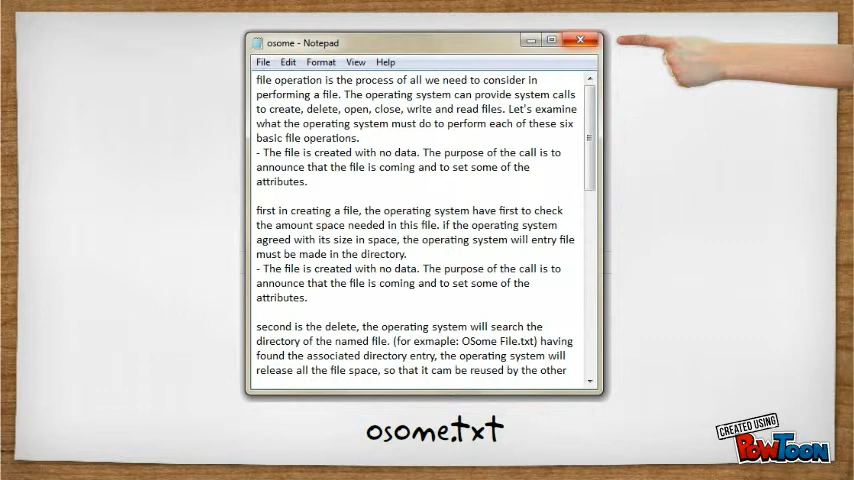 osome - Notepad
File Edit Format View Help
file operation is the process of all we need to consider in
performing a file. The operating system can provide system calls
to create, delete, open, close, write and read files. Let's examine
what the operating system must do to perform each of these six
basic file operations.
- The file is created with no data. The purpose of the call is to
announce that the file is coming and to set some of the
attributes.
first in creating a file, the operating system have first to check
the amount space needed in this file. if the operating system
agreed with its size in space, the operating system will entry file
must be made in the directory.
- The file is created with no data. The purpose of the call is to
announce that the file is coming and to set some of the
attributes.
second is the delete, the operating system will search the
directory of the named file. (for exmaple: OSome File.txt) having
found the associated directory entry, the operating system will
release all the file space, so that it cam be reused by the other
osome.txt
CREATED USING
POWTOON